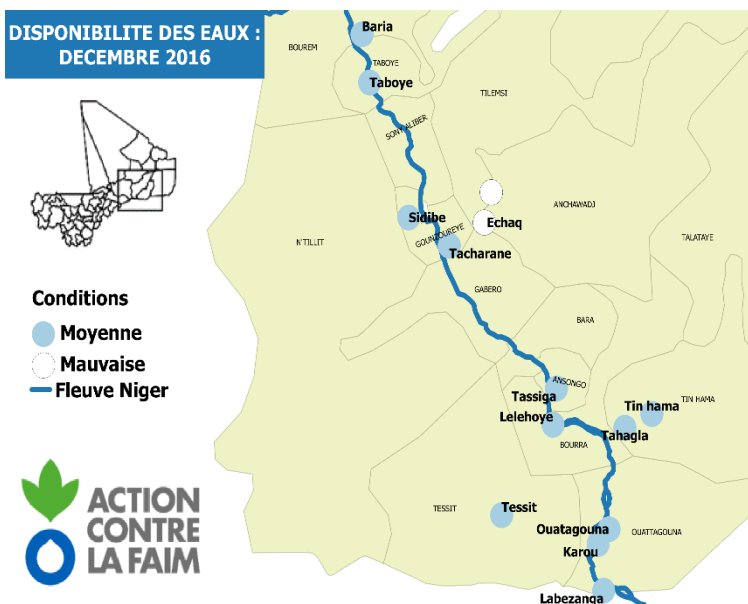 DISPONIBILITE DES EAUX :
DECEMBRE 2016
Baria
BOUREM
TABOYE
Taboye
TILEMSI
SONY ALIBER
Echaq
ANCHAWADJ
Sidibe
GOUNZOUREYE
N'TILLIT
Tacharane
TALATAYE
GABERO
BARA
ANSONGO
Tassiga
Tin hama
TIN HAMA
Lelehoye
Tahagla
BOURRA
TESSIT
Tessit
Ouatagouna
OUATTAGOUNA
Karou
Labezanga
Conditions
Moyenne
Mauvaise
Fleuve Niger
ACTION
CONTRE
LA FAIM